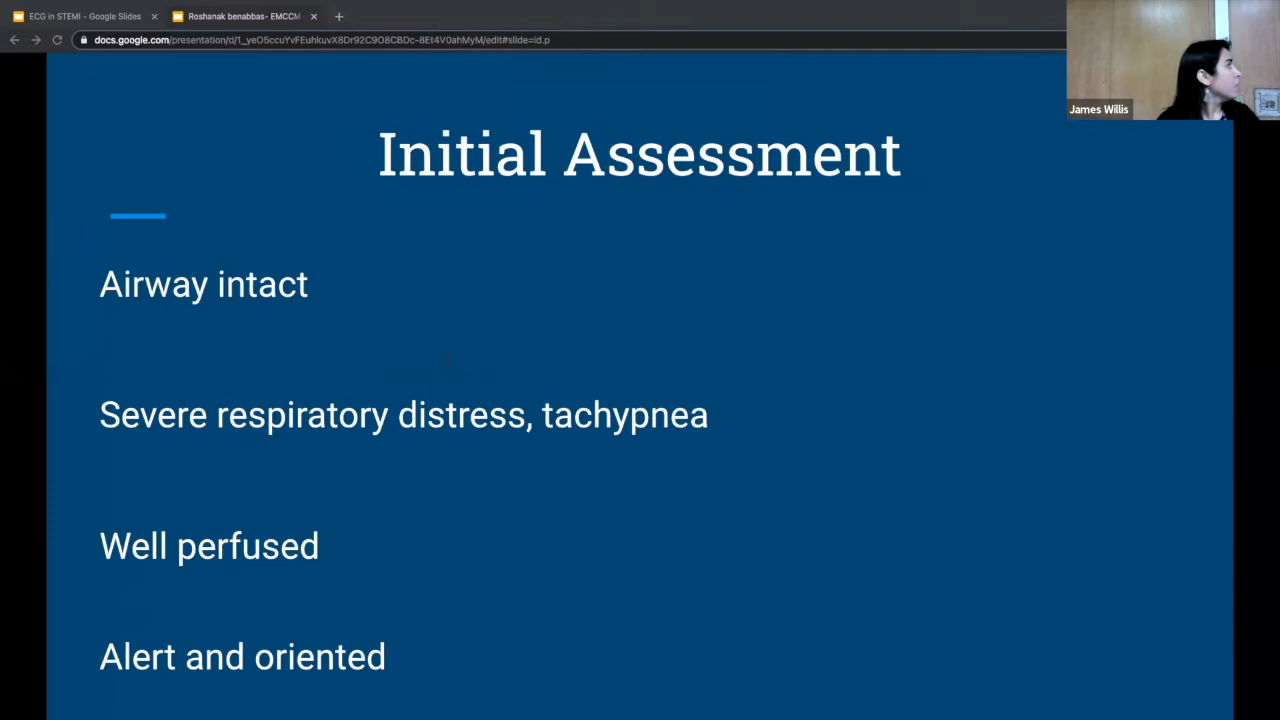 ECG in STEMI - Google Slides
Roshanak benabbas- EMCCM
docs.google.com/presentation/d/1_yeO5ccuYvFEuhkuvX8Dr92C9O8CBDc-8Et4V0ahMyM/edit#slide=id.p
James Willis
Initial Assessment
Airway intact
Severe respiratory distress, tachypnea
Well perfused
Alert and oriented